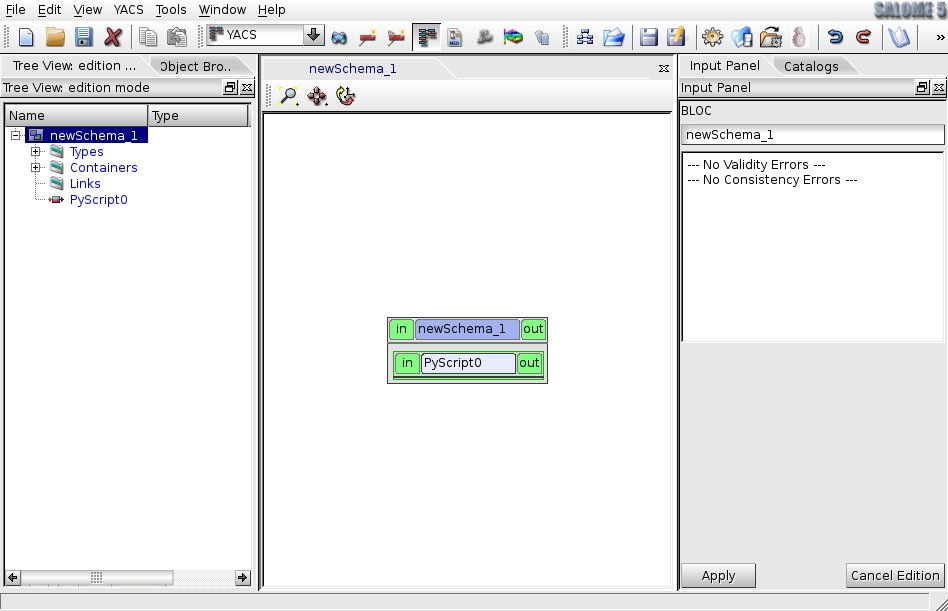 File Edit View YACS Tools Window Help
SALOME 5
YACS
»
Tree View: edition ...
Object Bro..
Tree View: edition mode
Name Type
newSchema_1
Types
Containers
Links
PyScript0
newSchema_1
in newSchema_1 out
in PyScript0 out
Input Panel Catalogs
Input Panel
BLOC
newSchema_1
--- No Validity Errors ---
--- No Consistency Errors ---
Apply Cancel Edition